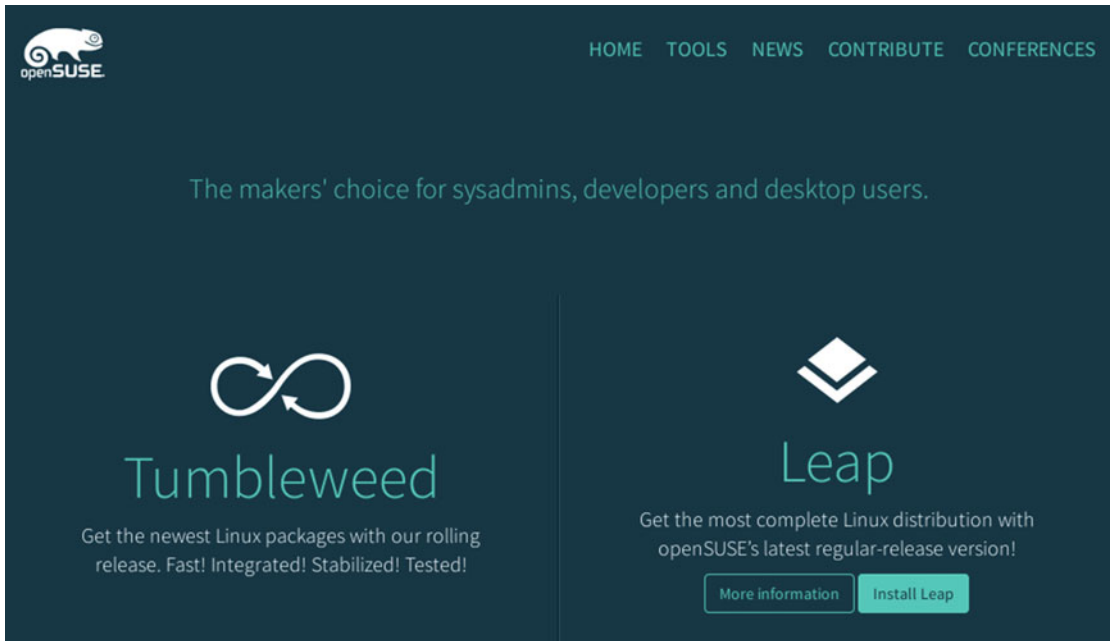 openSUSE.
HOME TOOLS NEWS CONTRIBUTE CONFERENCES
The makers' choice for sysadmins, developers and desktop users.
Tumbleweed
Get the newest Linux packages with our rolling
release. Fast! Integrated! Stabilized! Tested!
Leap
Get the most complete Linux distribution with
openSUSE's latest regular-release version!
More information Install Leap